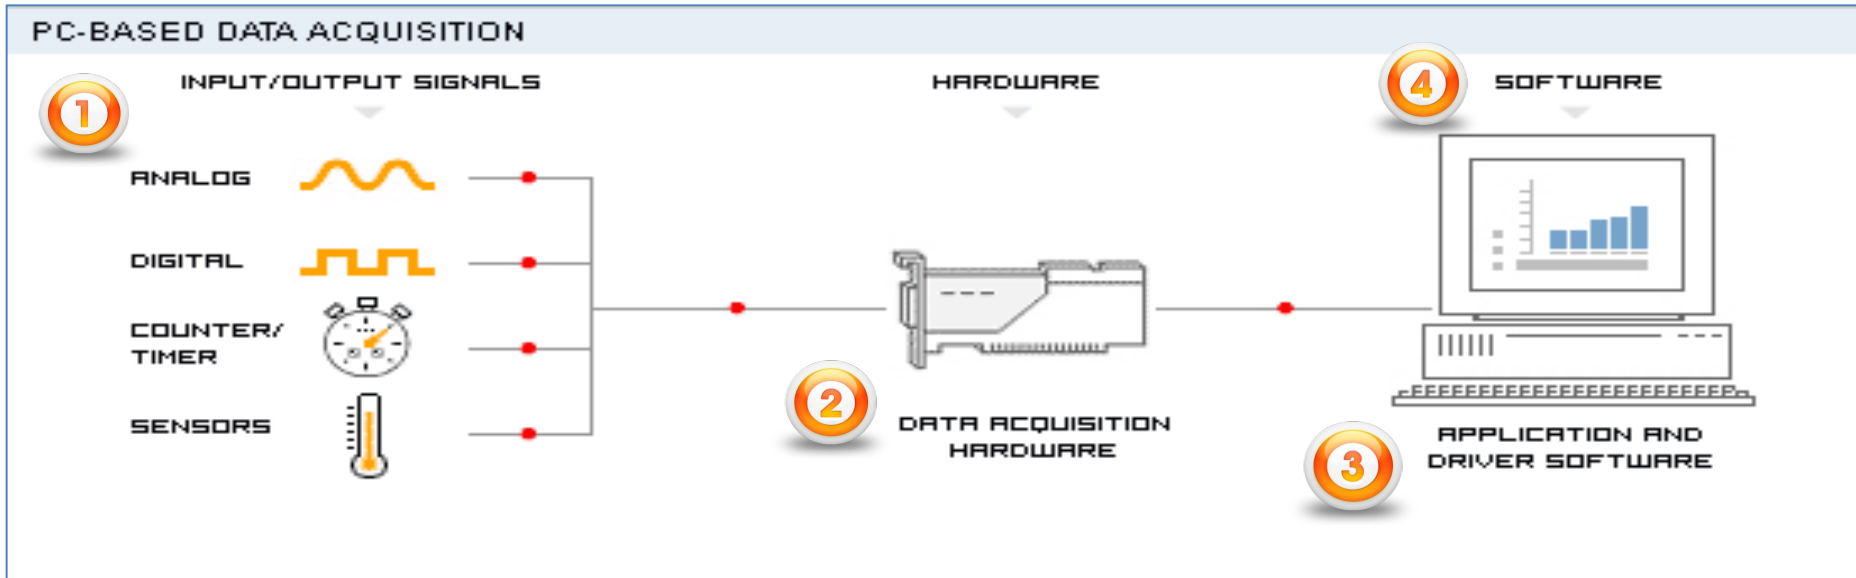 PC-BASED DATA ACQUISITION
1
INPUT/OUTPUT SIGNALS
HARDWARE
4
SOFTWARE
ANALOG
DIGITAL
COUNTER/
TIMER
SENSORS
2
DATA ACQUISITION
HARDWARE
3
APPLICATION AND
DRIVER SOFTWARE